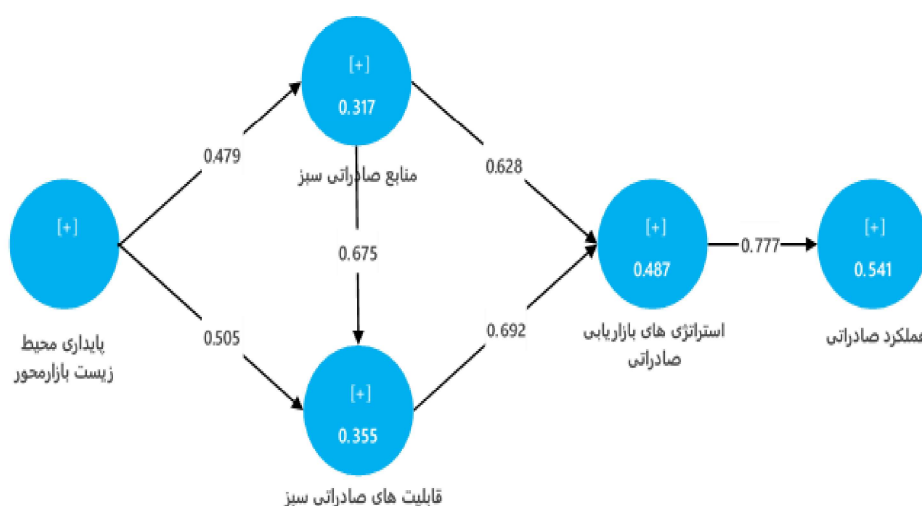 [+]
0.317
منابع صادراتی سبز
0.479
0.628
[+]
پایداری محیط
زیست بازارمحور
0.675
[+]
0.487
استراتژی های بازاریابی
صادراتی
0.777
[+]
0.541
عملکرد صادراتی
0.505
0.692
[+]
0.355
قابلیت های صادراتی سبز